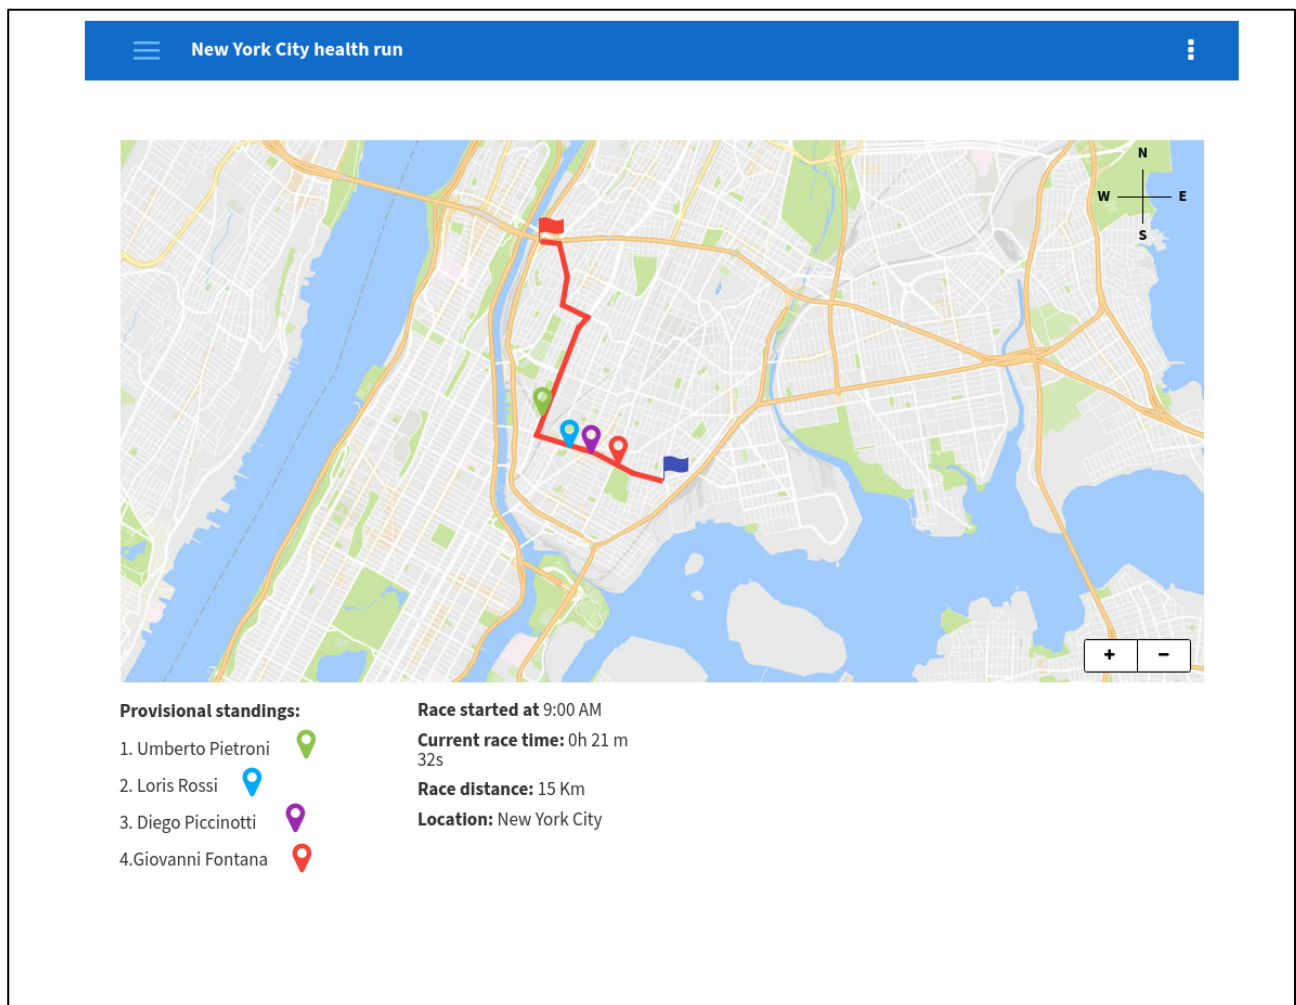 New York City health run
N
W E
S
+ −
Provisional standings:
1. Umberto Pietroni
2. Loris Rossi
3. Diego Piccinotti
4.Giovanni Fontana
Race started at 9:00 AM
Current race time: 0h 21 m
32s
Race distance: 15 Km
Location: New York City